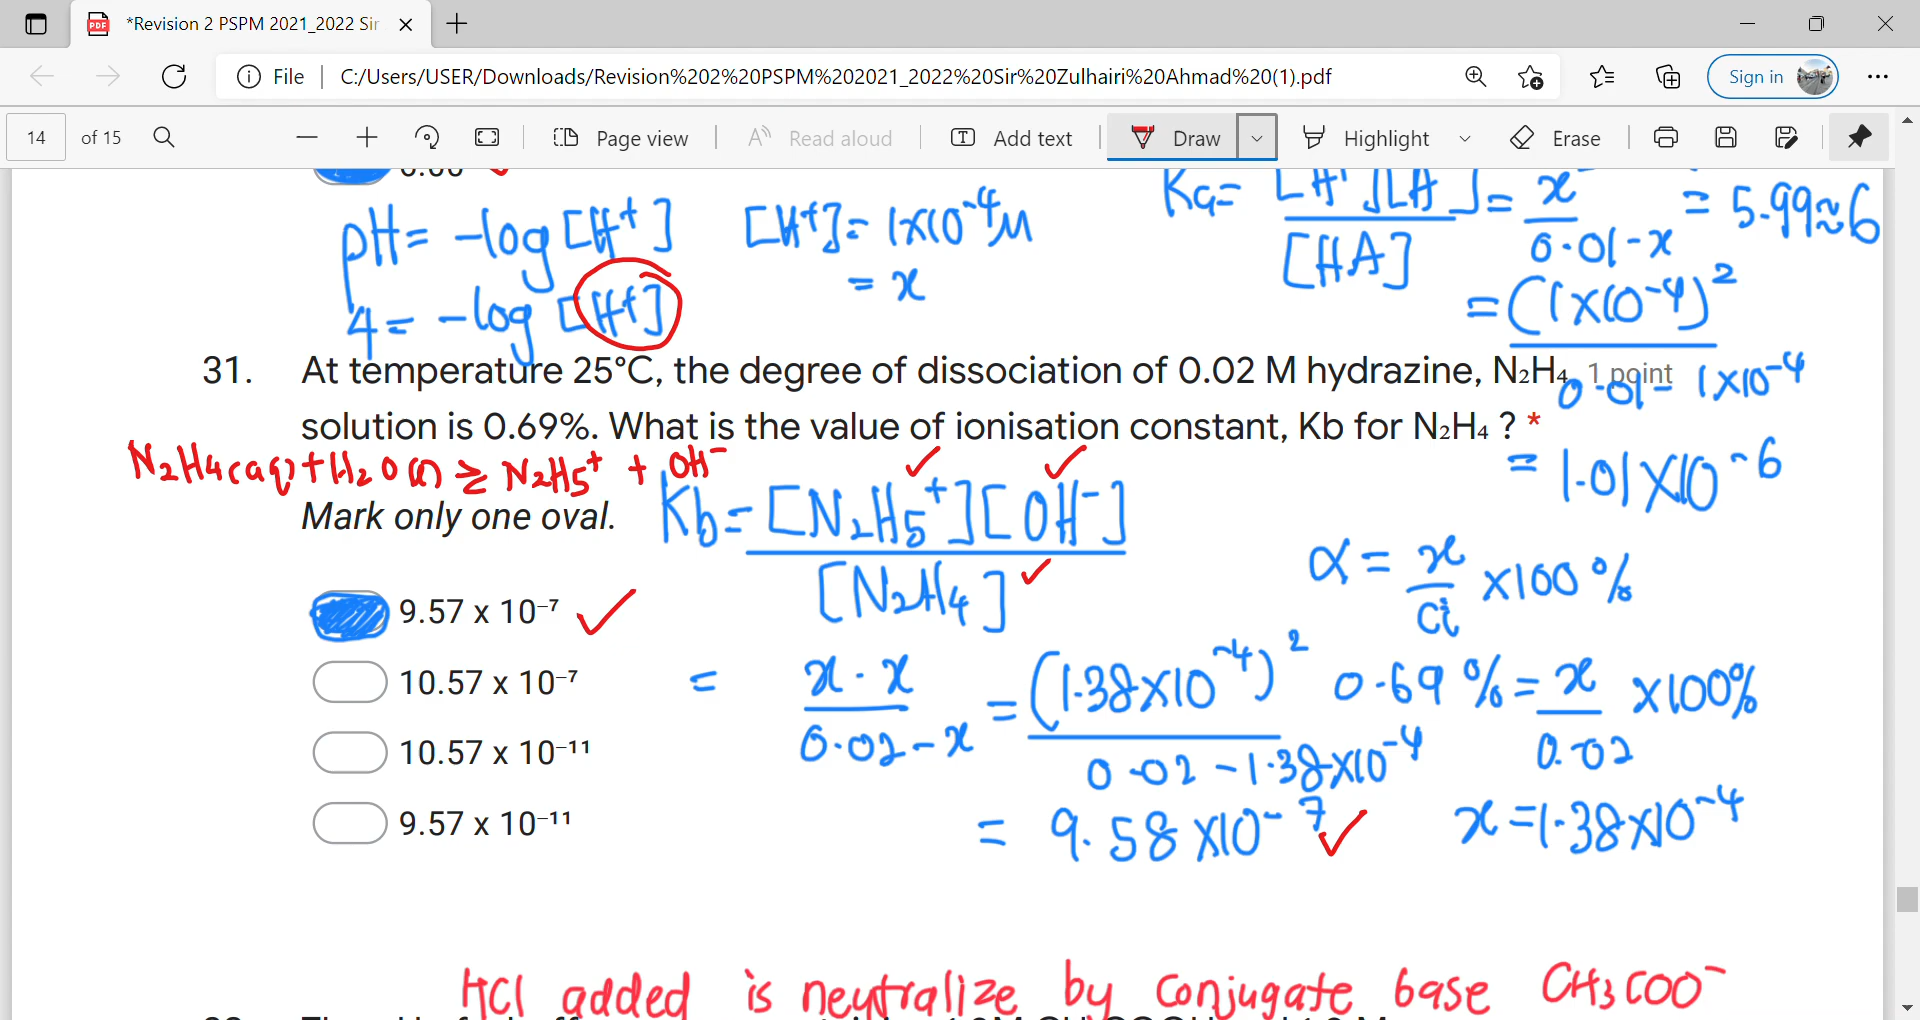 *Revision 2 PSPM 2021_2022 Sir
File C:/Users/USER/Downloads/Revision%202%20PSPM%202021_2022%20Sir%20Zulhairi%20Ahmad%20(1).pdf Sign in
14 of 15 Page view Read aloud Add text Draw Highlight Erase
pH = -log [H+] [H+] = 1x10-4 M
= x
4 = -log [H+]
Ka = [H+][A-] = x = 5.99≈6
[HA] 0.01-x
= (1x10-4)2
0.01 - 1x10-4
= 1.01x10-6
31. At temperature 25°C, the degree of dissociation of 0.02 M hydrazine, N₂H₄ 1 point
solution is 0.69%. What is the value of ionisation constant, Kb for N₂H₄ ? *
N2H4(aq)+H2O(l) ⇌ N2H5+ + OH-
Mark only one oval.
Kb = [N2H5+][OH-]
[N2H4]
α = x/Ci x100 %
9.57 x 10⁻⁷
10.57 x 10⁻⁷
10.57 x 10⁻¹¹
9.57 x 10⁻¹¹
= x . x = (1.38x10-4)2
0.02-x 0.02-1.38x10-4
= 9.58x10-7
0.69 % = x x100%
0.02
x = 1.38x10-4
HCl added is neutralize by conjugate base CH3COO-